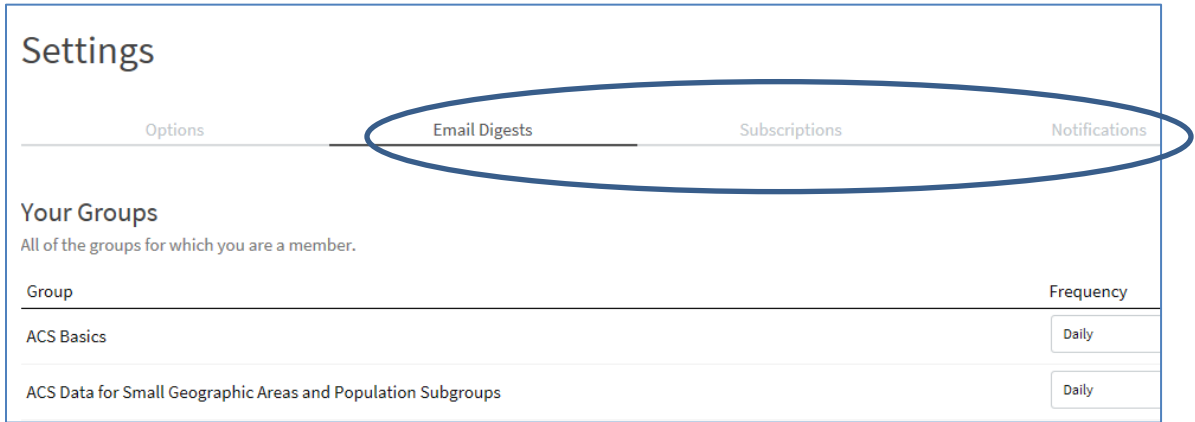 Settings
Options Email Digests Subscriptions Notifications
Your Groups
All of the groups for which you are a member.
Group Frequency
ACS Basics Daily
ACS Data for Small Geographic Areas and Population Subgroups Daily